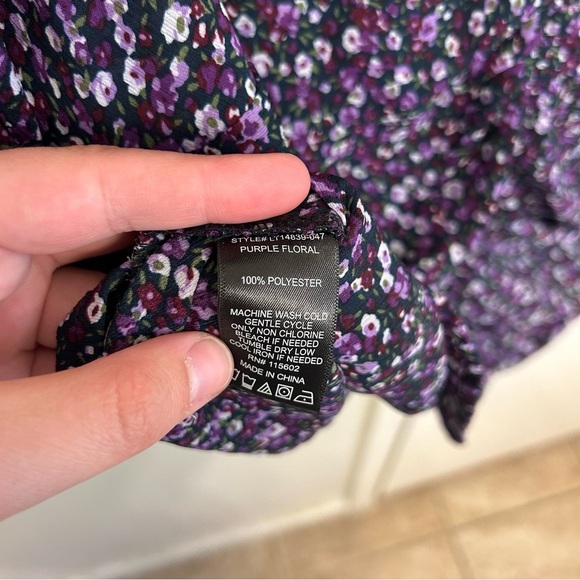 STYLE# LT14839-047
PURPLE FLORAL
100% POLYESTER
MACHINE WASH COLD
GENTLE CYCLE
ONLY NON CHLORINE
BLEACH IF NEEDED
TUMBLE DRY LOW
COOL IRON IF NEEDED
RN# 115602
MADE IN CHINA